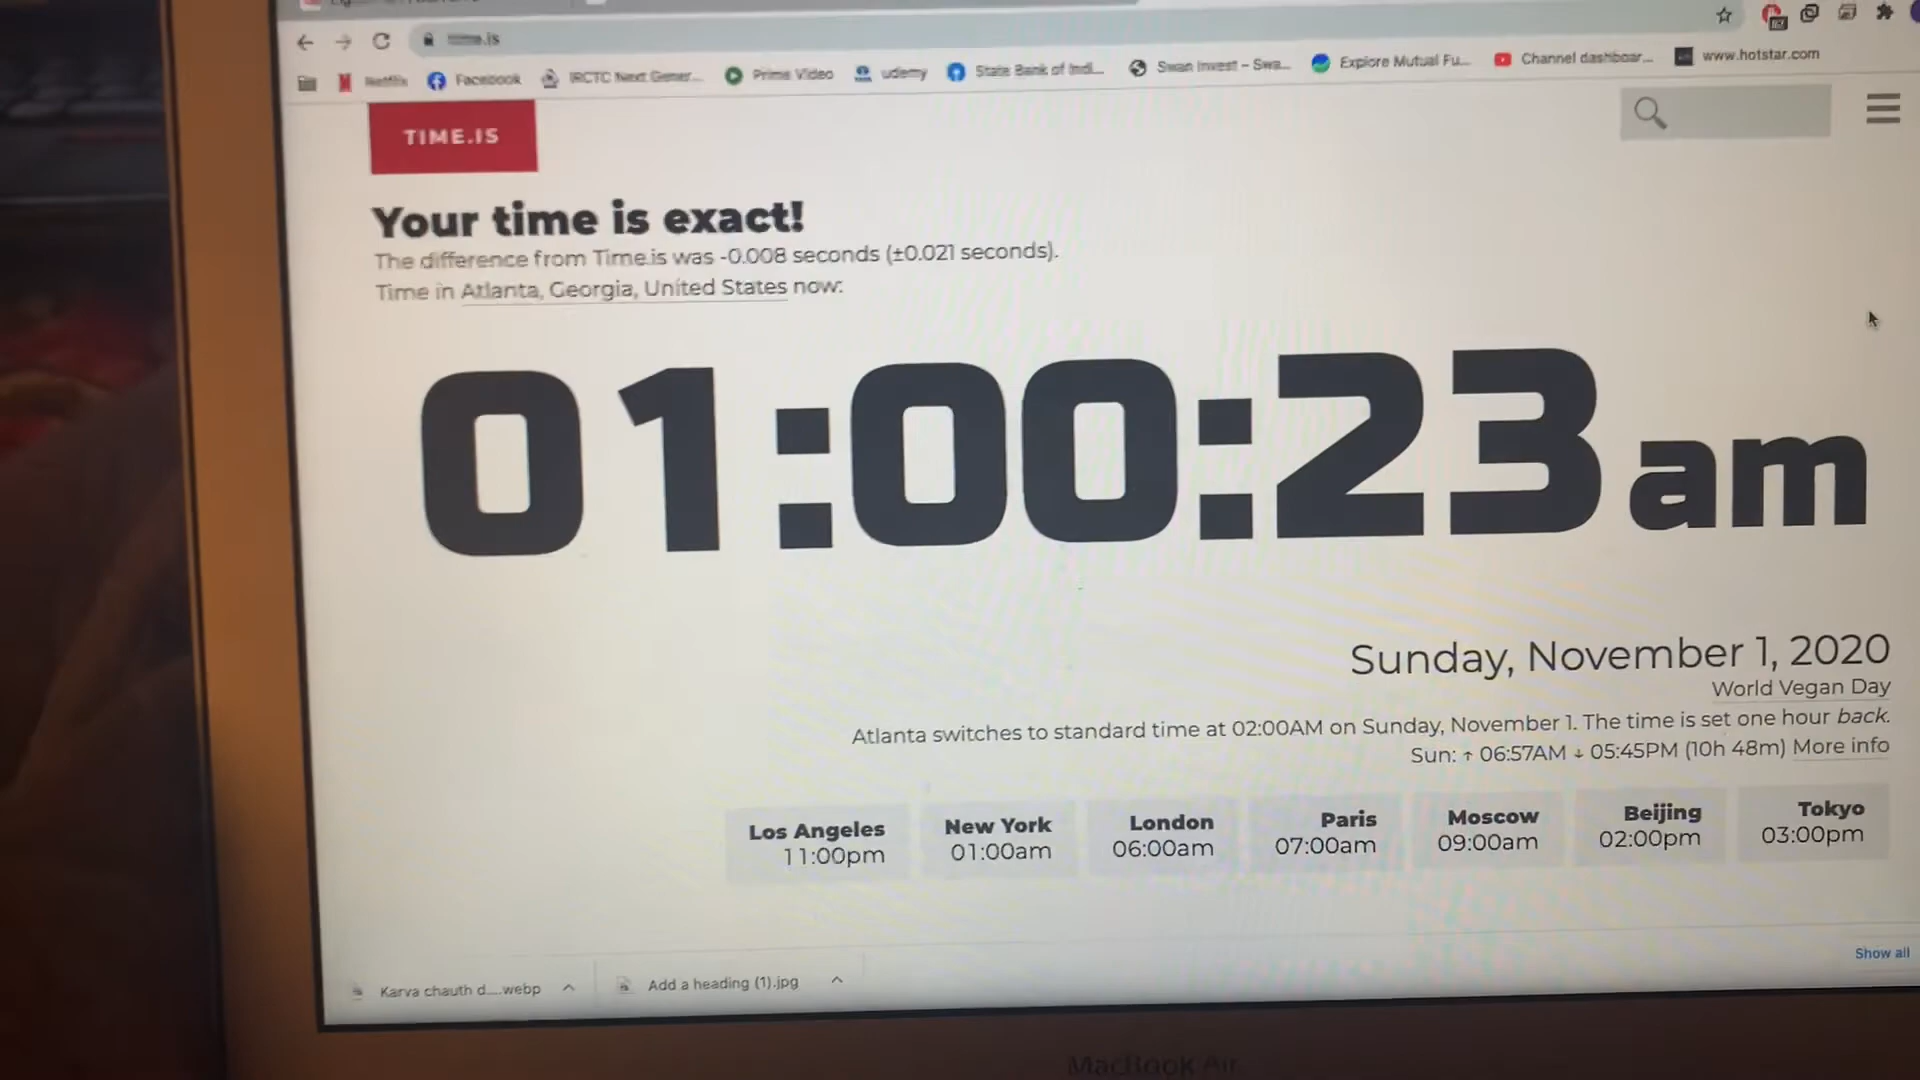 time.is
Netflix Facebook IRCTC Next Gener... Prime Video udemy State Bank of Indi... Swan Invest – Swa... Explore Mutual Fu... Channel dashboar... www.hotstar.com
TIME.IS
Your time is exact!
The difference from Time.is was -0.008 seconds (±0.021 seconds).
Time in Atlanta, Georgia, United States now:
01:00:23 am
Sunday, November 1, 2020
World Vegan Day
Atlanta switches to standard time at 02:00AM on Sunday, November 1. The time is set one hour back.
Sun: ↑ 06:57AM ↓ 05:45PM (10h 48m) More info
Los Angeles New York London Paris Moscow Beijing Tokyo
11:00pm 01:00am 06:00am 07:00am 09:00am 02:00pm 03:00pm
Show all
Karva chauth d....webp Add a heading (1).jpg
MacBook Air